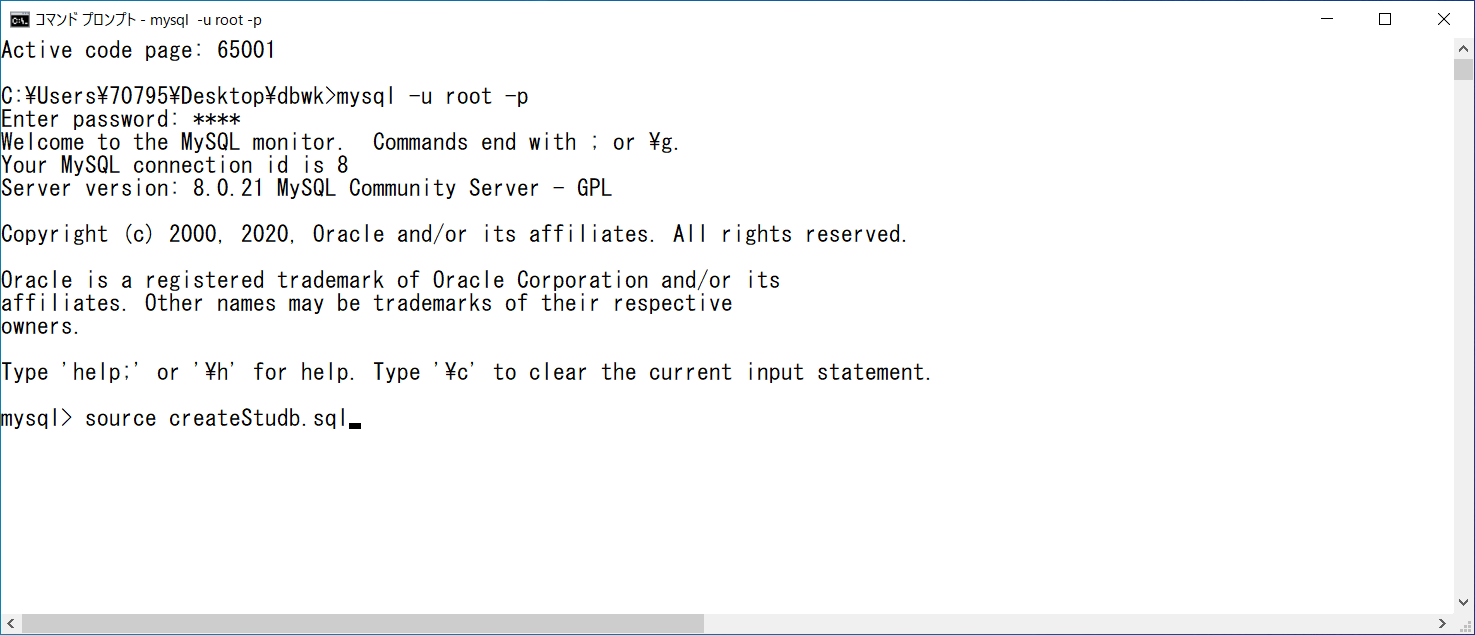 コマンド プロンプト - mysql -u root -p
Active code page: 65001
C:¥Users¥70795¥Desktop¥dbwk>mysql -u root -p
Enter password: ****
Welcome to the MySQL monitor.  Commands end with ; or ¥g.
Your MySQL connection id is 8
Server version: 8.0.21 MySQL Community Server - GPL
Copyright (c) 2000, 2020, Oracle and/or its affiliates. All rights reserved.
Oracle is a registered trademark of Oracle Corporation and/or its
affiliates. Other names may be trademarks of their respective
owners.
Type 'help;' or '¥h' for help. Type '¥c' to clear the current input statement.
mysql> source createStudb.sql